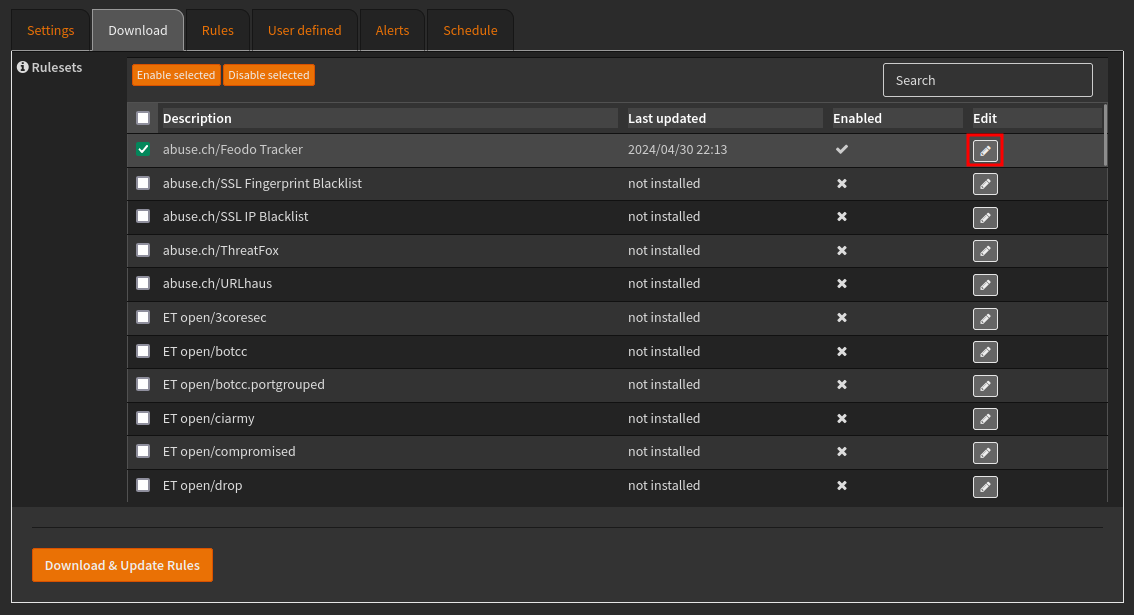 Settings Download Rules User defined Alerts Schedule
Rulesets
Enable selected Disable selected Search
Description Last updated Enabled Edit
abuse.ch/Feodo Tracker 2024/04/30 22:13
abuse.ch/SSL Fingerprint Blacklist not installed
abuse.ch/SSL IP Blacklist not installed
abuse.ch/ThreatFox not installed
abuse.ch/URLhaus not installed
ET open/3coresec not installed
ET open/botcc not installed
ET open/botcc.portgrouped not installed
ET open/ciarmy not installed
ET open/compromised not installed
ET open/drop not installed
Download & Update Rules